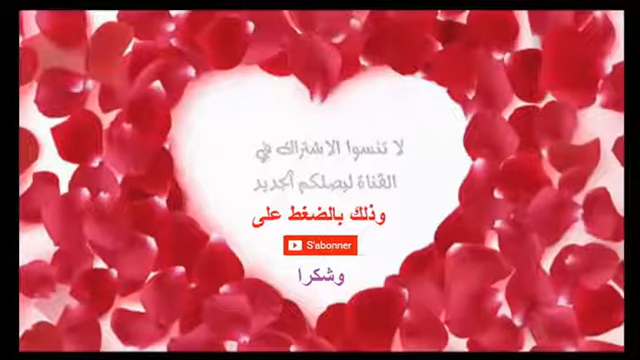 لا تنسوا الاشتراك في
القناة ليصلكم الجديد
وذلك بالضغط على
S'abonner
وشكرا